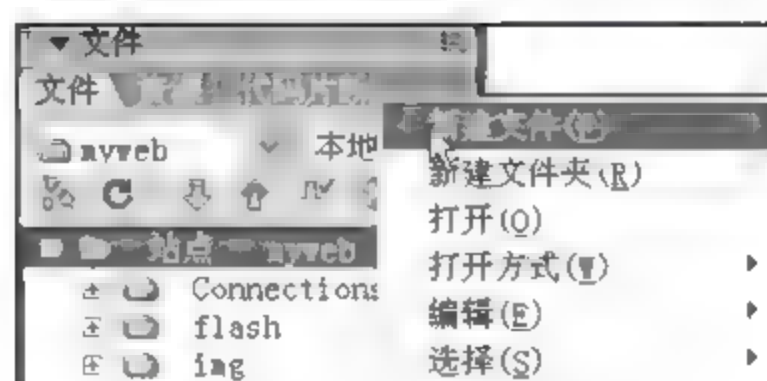 文件
文件
myweb
本地
站点 - myweb
Connections
flash
img
新建文件(F)
新建文件夹(R)
打开(O)
打开方式(W)
编辑(E)
选择(S)